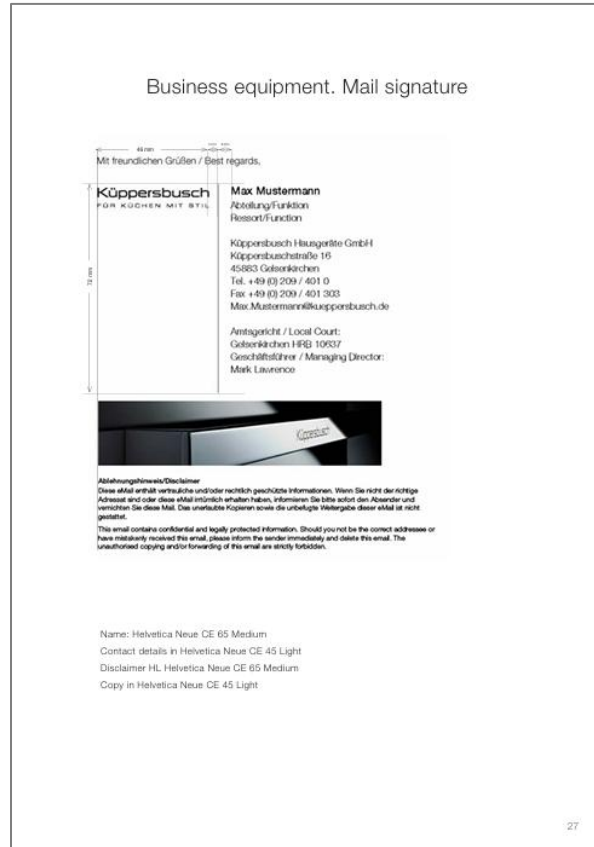 Business equipment. Mail signature
46 mm
Mit freundlichen Grüßen / Best regards,
Küppersbusch
FÜR KÜCHEN MIT STIL
72 mm
Max Mustermann
Abteilung/Funktion
Ressort/Function
Küppersbusch Hausgeräte GmbH
Küppersbuschstraße 16
45883 Gelsenkirchen
Tel. +49 (0) 209 / 401 0
Fax +49 (0) 209 / 401 303
Max.Mustermann@kueppersbusch.de
Amtsgericht / Local Court:
Gelsenkirchen HRB 10637
Geschäftsführer / Managing Director:
Mark Lawrence
Küppersbusch
Ablehnungshinweis/Disclaimer
Diese eMail enthält vertrauliche und/oder rechtlich geschützte Informationen. Wenn Sie nicht der richtige
Adressat sind oder diese eMail irrtümlich erhalten haben, informieren Sie bitte sofort den Absender und
vernichten Sie diese Mail. Das unerlaubte Kopieren sowie die unbefugte Weitergabe dieser eMail ist nicht
gestattet.
This email contains confidential and legally protected information. Should you not be the correct addressee or
have mistakenly received this email, please inform the sender immediately and delete this email. The
unauthorised copying and/or forwarding of this email are strictly forbidden.
Name: Helvetica Neue CE 65 Medium
Contact details in Helvetica Neue CE 45 Light
Disclaimer HL Helvetica Neue CE 65 Medium
Copy in Helvetica Neue CE 45 Light
27